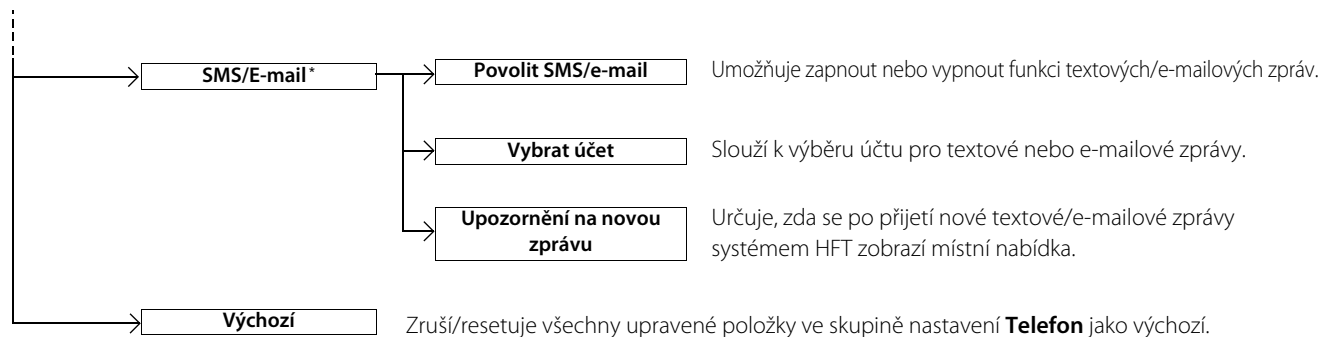 SMS/E-mail*
Povolit SMS/e-mail
Umožňuje zapnout nebo vypnout funkci textových/e-mailových zpráv.
Vybrat účet
Slouží k výběru účtu pro textové nebo e-mailové zprávy.
Upozornění na novou
zprávu
Určuje, zda se po přijetí nové textové/e-mailové zprávy
systémem HFT zobrazí místní nabídka.
Výchozí
Zruší/resetuje všechny upravené položky ve skupině nastavení Telefon jako výchozí.